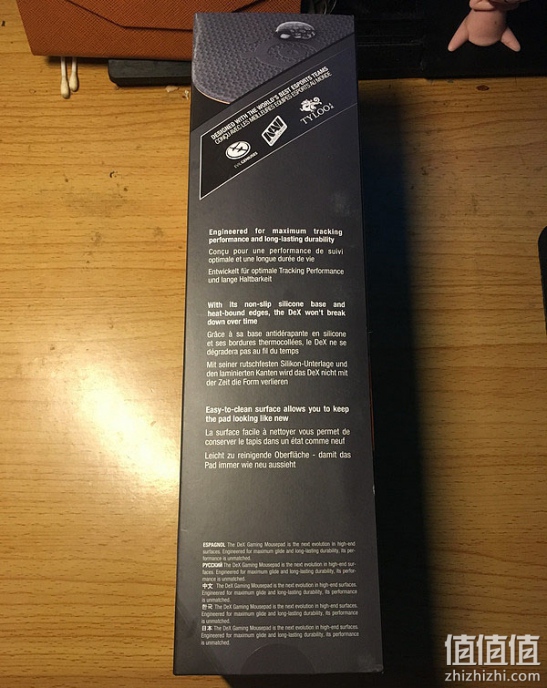 DESIGNED WITH THE WORLD'S BEST ESPORTS TEAMS
CONÇU AVEC LES MEILLEURES ÉQUIPES ESPORTS AU MONDE
EVIL GENIUSES
NAVI
TYLOO
Engineered for maximum tracking
performance and long-lasting durability
Conçu pour une performance de suivi
optimale et une longue durée de vie
Entwickelt für optimale Tracking Performance
und lange Haltbarkeit
With its non-slip silicone base and
heat-bound edges, the DeX won't break
down over time
Grâce à sa base antidérapante en silicone
et ses bordures thermocollées, le DeX ne se
dégradera pas au fil du temps
Mit seiner rutschfesten Silikon-Unterlage und
den laminierten Kanten wird das DeX nicht mit
der Zeit die Form verlieren
Easy-to-clean surface allows you to keep
the pad looking like new
La surface facile à nettoyer vous permet de
conserver le tapis dans un état comme neuf
Leicht zu reinigende Oberfläche - damit das
Pad immer wie neu aussieht
ESPAGNOL The DeX Gaming Mousepad is the next evolution in high-end
surfaces. Engineered for maximum glide and long-lasting durability, its per-
formance is unmatched.
РУССКИЙ The DeX Gaming Mousepad is the next evolution in high-end sur-
faces. Engineered for maximum glide and long-lasting durability, its perfor-
mance is unmatched.
中文 The DeX Gaming Mousepad is the next evolution in high-end surfaces.
Engineered for maximum glide and long-lasting durability, its performance
is unmatched.
한국 The DeX Gaming Mousepad is the next evolution in high-end surfaces.
Engineered for maximum glide and long-lasting durability, its performance
is unmatched.
日本 The DeX Gaming Mousepad is the next evolution in high-end surfaces.
Engineered for maximum glide and long-lasting durability, its performance
is unmatched.
值值值
zhizhizhi.com